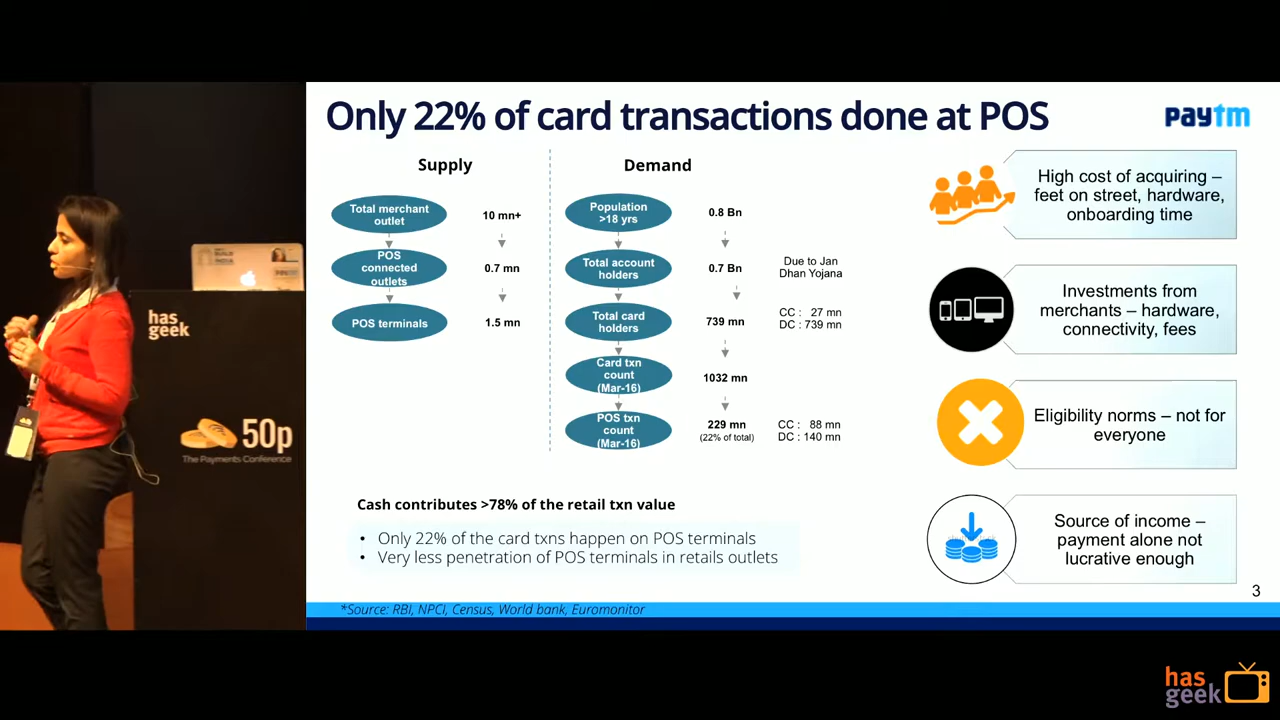 Only 22% of card transactions done at POS
paytm
Supply
Total merchant
outlet
10 mn+
POS
connected
outlets
0.7 mn
POS terminals
1.5 mn
Demand
Population
>18 yrs
0.8 Bn
Total account
holders
0.7 Bn
Due to Jan
Dhan Yojana
Total card
holders
739 mn
CC : 27 mn
DC : 739 mn
Card txn
count
(Mar-16)
1032 mn
POS txn
count
(Mar-16)
229 mn
(22% of total)
CC : 88 mn
DC : 140 mn
High cost of acquiring –
feet on street, hardware,
onboarding time
Investments from
merchants – hardware,
connectivity, fees
Eligibility norms – not for
everyone
Source of income –
payment alone not
lucrative enough
Cash contributes >78% of the retail txn value
• Only 22% of the card txns happen on POS terminals
• Very less penetration of POS terminals in retails outlets
3
*Source: RBI, NPCI, Census, World bank, Euromonitor
has
geek
50p
The Payments Conference
has
geek